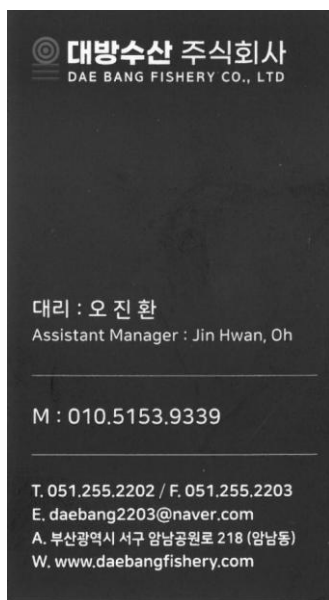 대방수산 주식회사
DAE BANG FISHERY CO., LTD
대리 : 오 진 환
Assistant Manager : Jin Hwan, Oh
M : 010.5153.9339
T. 051.255.2202 / F. 051.255.2203
E. daebang2203@naver.com
A. 부산광역시 서구 암남공원로 218 (암남동)
W. www.daebangfishery.com